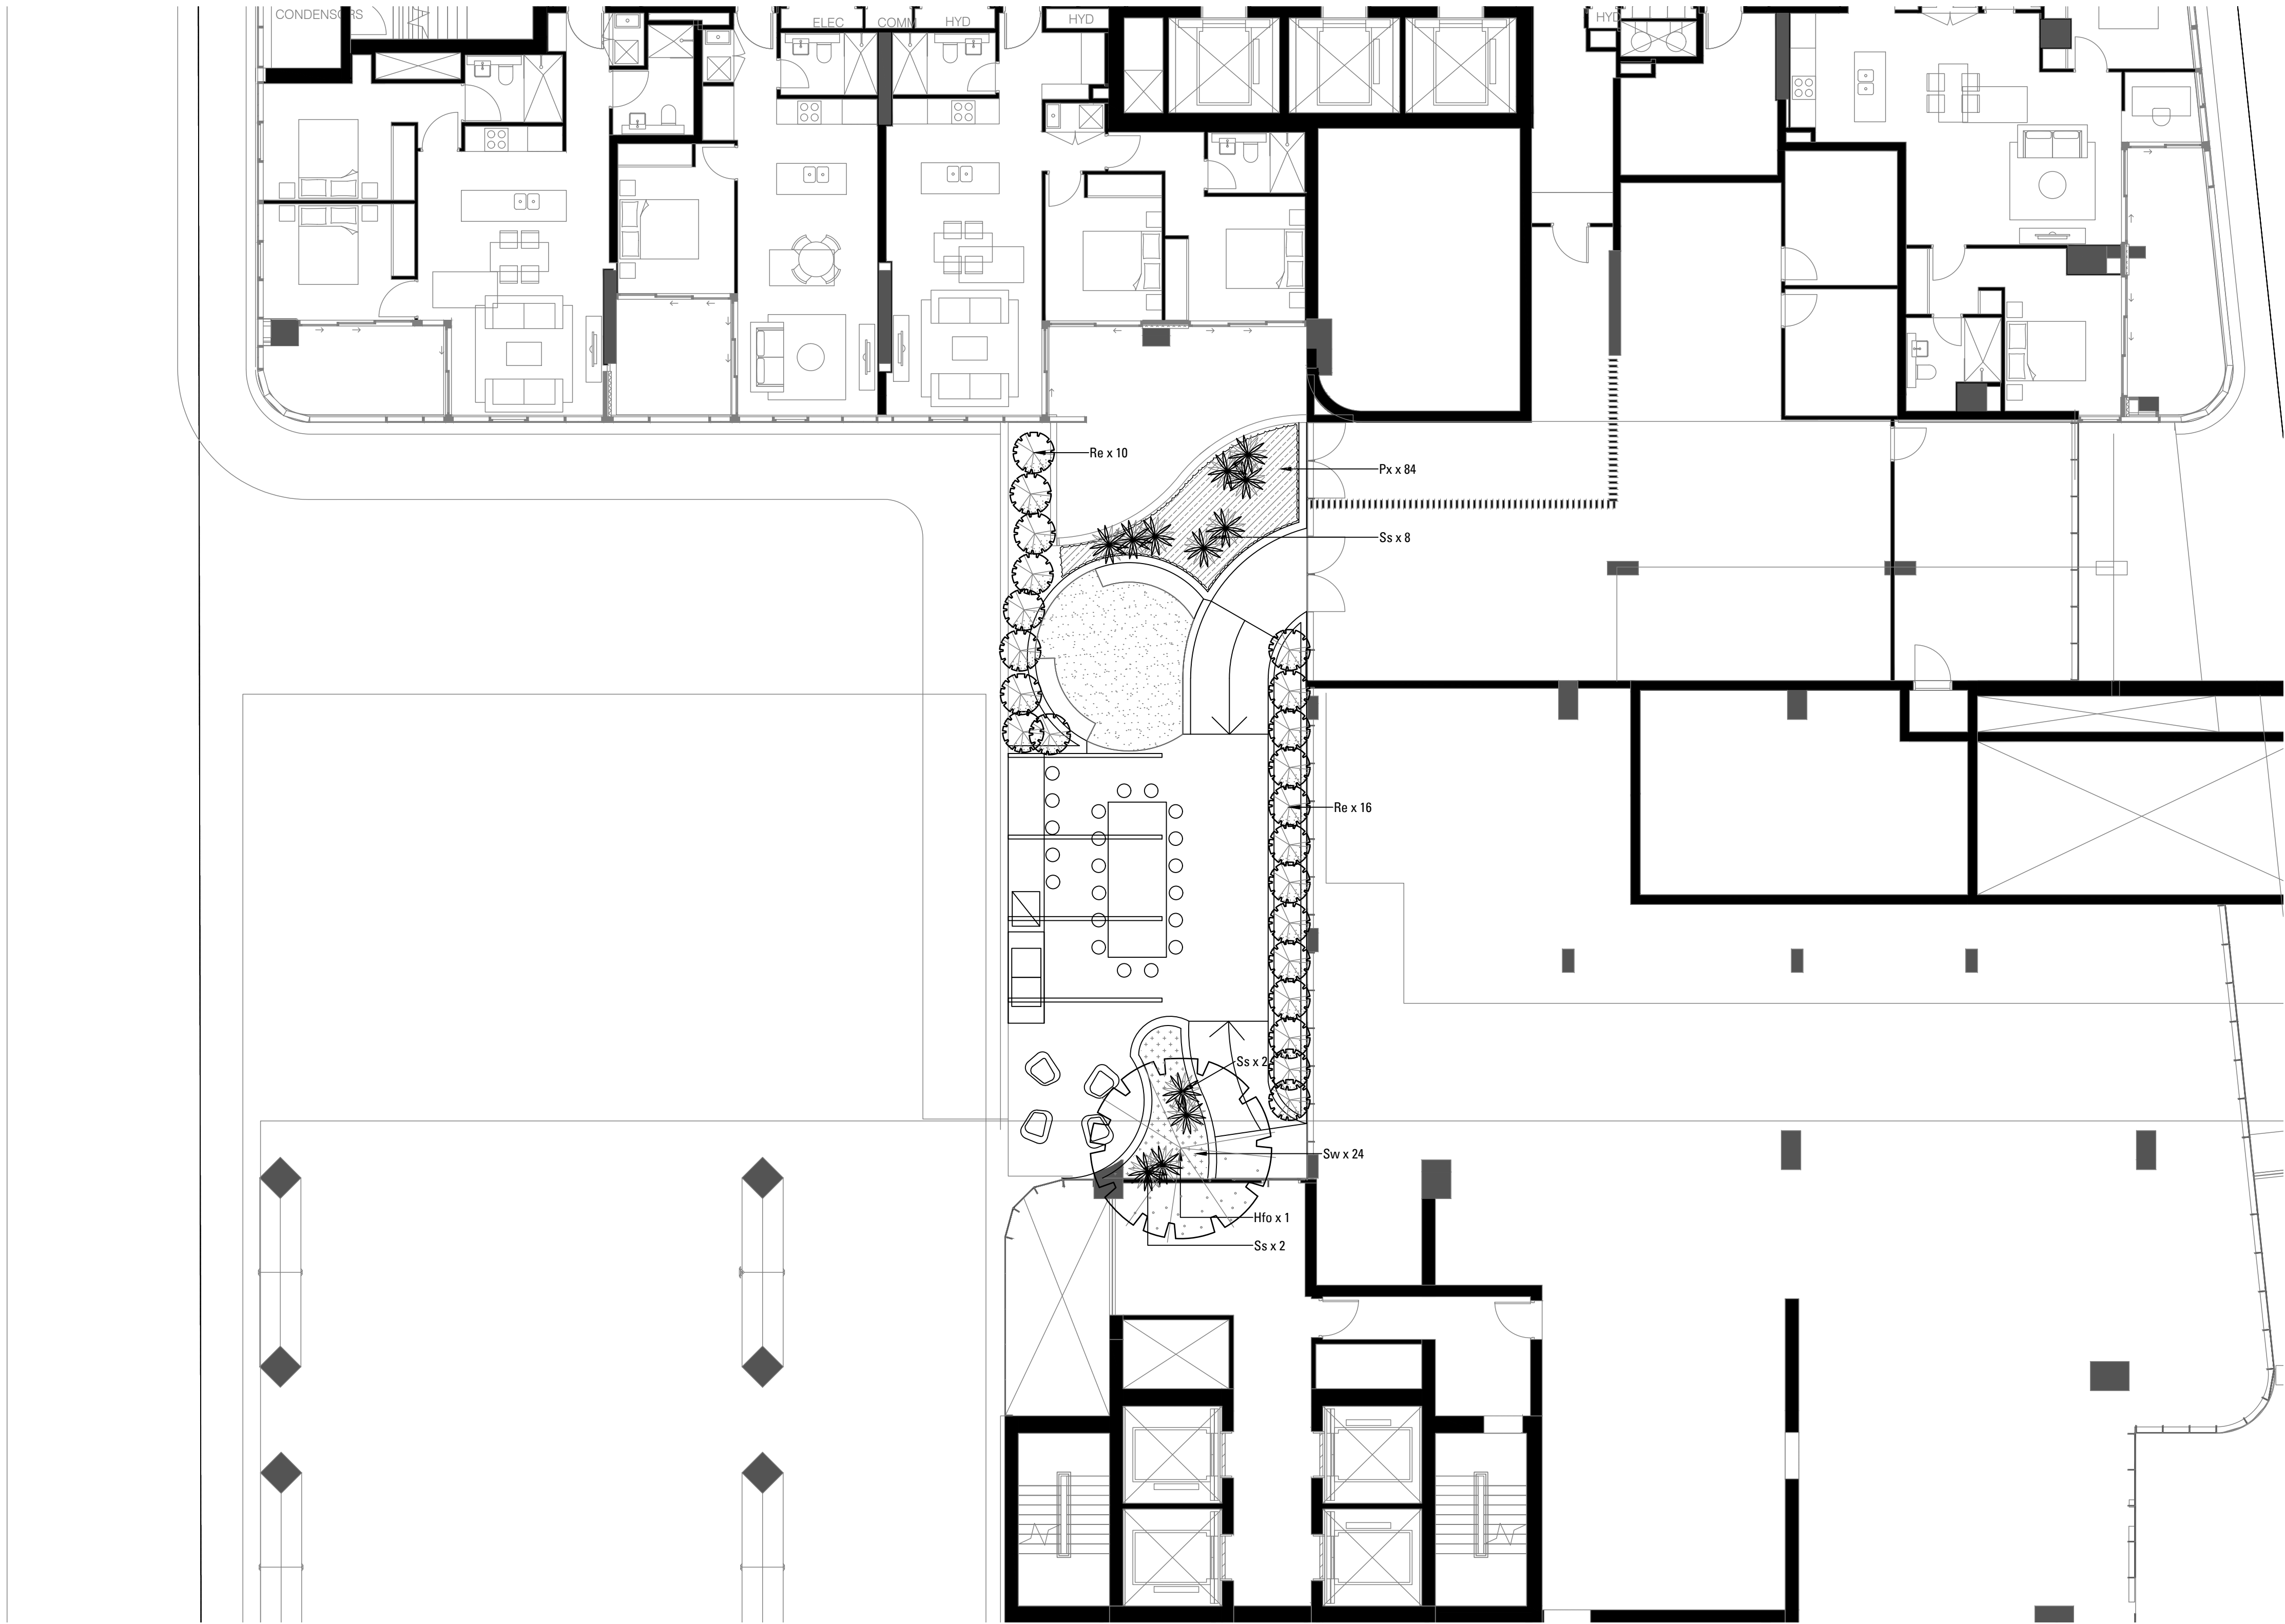 CONDENSORS
ELEC
COMM
HYD
HYD
HYD
Re x 10
Px x 84
Ss x 8
Re x 16
Ss x 2
Sw x 24
Hfo x 1
Ss x 2